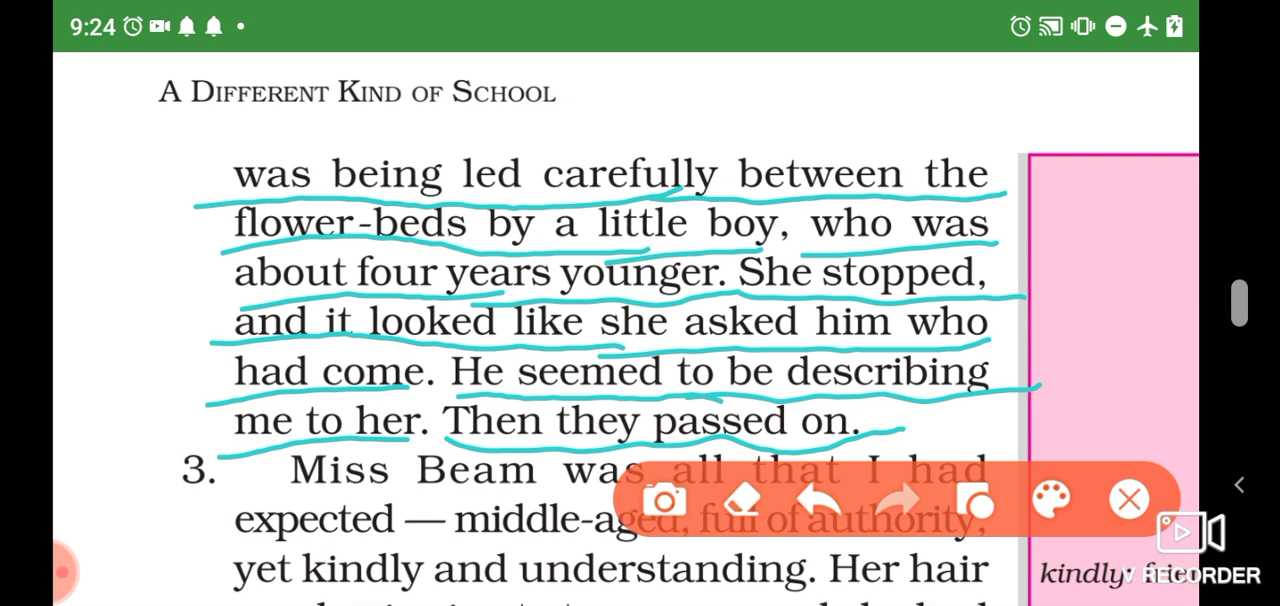 9:24
A DIFFERENT KIND OF SCHOOL
was being led carefully between the
flower-beds by a little boy, who was
about four years younger. She stopped,
and it looked like she asked him who
had come. He seemed to be describing
me to her. Then they passed on.
3. Miss Beam was all that I had
expected — middle-aged, full of authority,
yet kindly and understanding. Her hair
kindly:
V RECORDER